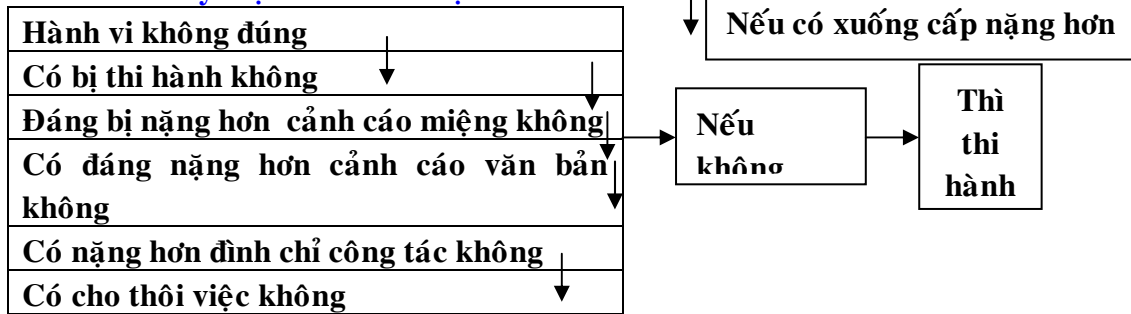 Hành vi không đúng
Có bị thi hành không
Đáng bị nặng hơn cảnh cáo miệng không
Có đáng nặng hơn cảnh cáo văn bản
không
Có nặng hơn đình chỉ công tác không
Có cho thôi việc không
Nếu có xuống cấp nặng hơn
Nếu
không
Thì
thi
hành